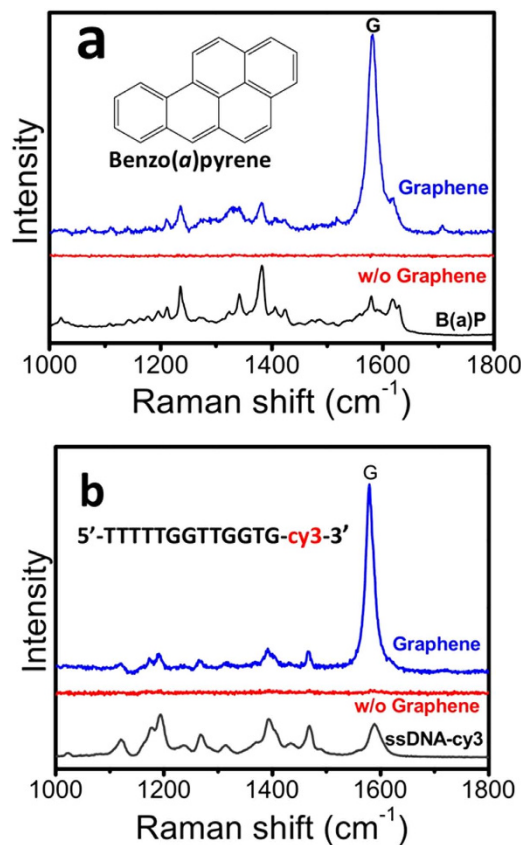 a
G
Benzo(a)pyrene
Graphene
w/o Graphene
B(a)P
Intensity
1000 1200 1400 1600 1800
Raman shift (cm⁻¹)
b
G
5’-TTTTTGGTTGGTG-cy3-3’
Graphene
w/o Graphene
ssDNA-cy3
Intensity
1000 1200 1400 1600 1800
Raman shift (cm⁻¹)